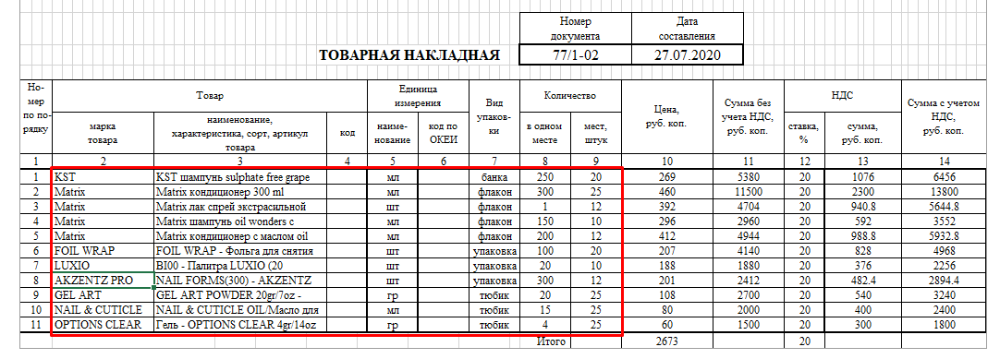 Номер документа Дата составления
ТОВАРНАЯ НАКЛАДНАЯ 77/1-02 27.07.2020
Но-мер по по-рядку Товар Единица измерения Вид упаков-ки Количество Цена, руб. коп. Сумма без учета НДС, руб. коп. НДС Сумма с учетом НДС, руб. коп.
марка товара наименование, характеристика, сорт, артикул товара код наиме-нование код по ОКЕИ в одном месте мест, штук ставка, % сумма, руб. коп.
1 2 3 4 5 6 7 8 9 10 11 12 13 14
1 KST KST шампунь sulphate free grape мл банка 250 20 269 5380 20 1076 6456
2 Matrix Matrix кондиционер 300 ml мл флакон 300 25 460 11500 20 2300 13800
3 Matrix Matrix лак спрей экстрасильной шт флакон 1 12 392 4704 20 940.8 5644.8
4 Matrix Matrix шампунь oil wonders с мл флакон 150 10 296 2960 20 592 3552
5 Matrix Matrix кондиционер с маслом oil мл флакон 200 12 412 4944 20 988.8 5932.8
6 FOIL WRAP FOIL WRAP - Фольга для снятия шт упаковка 100 20 207 4140 20 828 4968
7 LUXIO BI00 - Палитра LUXIO (20 шт упаковка 20 10 188 1880 20 376 2256
8 AKZENTZ PRO NAIL FORMS(300) - AKZENTZ шт упаковка 300 12 201 2412 20 482.4 2894.4
9 GEL ART GEL ART POWDER 20gr/7oz - гр тюбик 20 25 108 2700 20 540 3240
10 NAIL & CUTICLE NAIL & CUTICLE OIL/Масло для мл тюбик 15 25 80 2000 20 400 2400
11 OPTIONS CLEAR Гель - OPTIONS CLEAR 4gr/14oz гр тюбик 4 25 60 1500 20 300 1800
Итого 2673 20